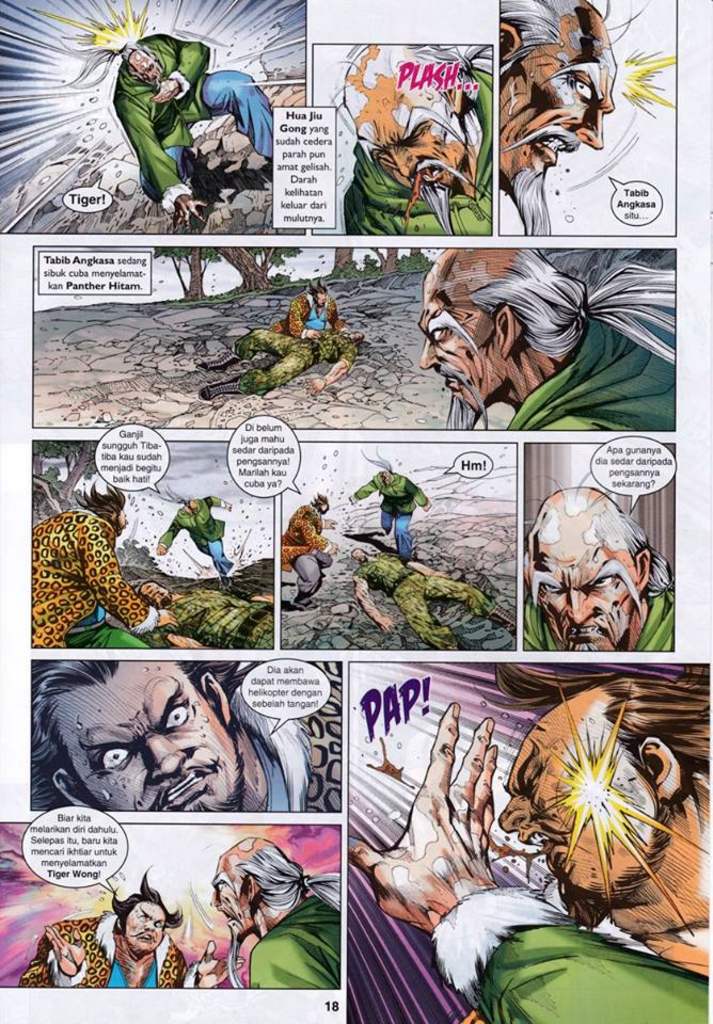 Tiger!
Hua Jiu
Gong yang
sudah cedera
parah pun
amat gelisah.
Darah
kelihatan
keluar dari
mulutnya.
PLASH...
Tabib
Angkasa
situ...
Tabib Angkasa sedang
sibuk cuba menyelamat-
kan Panther Hitam.
Ganjil
sungguh Tiba-
tiba kau sudah
menjadi begitu
baik hati!
Di belum
juga mahu
sedar daripada
pengsannya!
Marilah kau
cuba ya?
Hm!
Apa gunanya
dia sedar daripada
pengsannya
sekarang?
Dia akan
dapat membawa
helikopter dengan
sebelah tangan!
PAP!
Biar kita
melarikan diri dahulu.
Selepas itu, baru kita
mencari ikhtiar untuk
menyelamatkan
Tiger Wong!
18